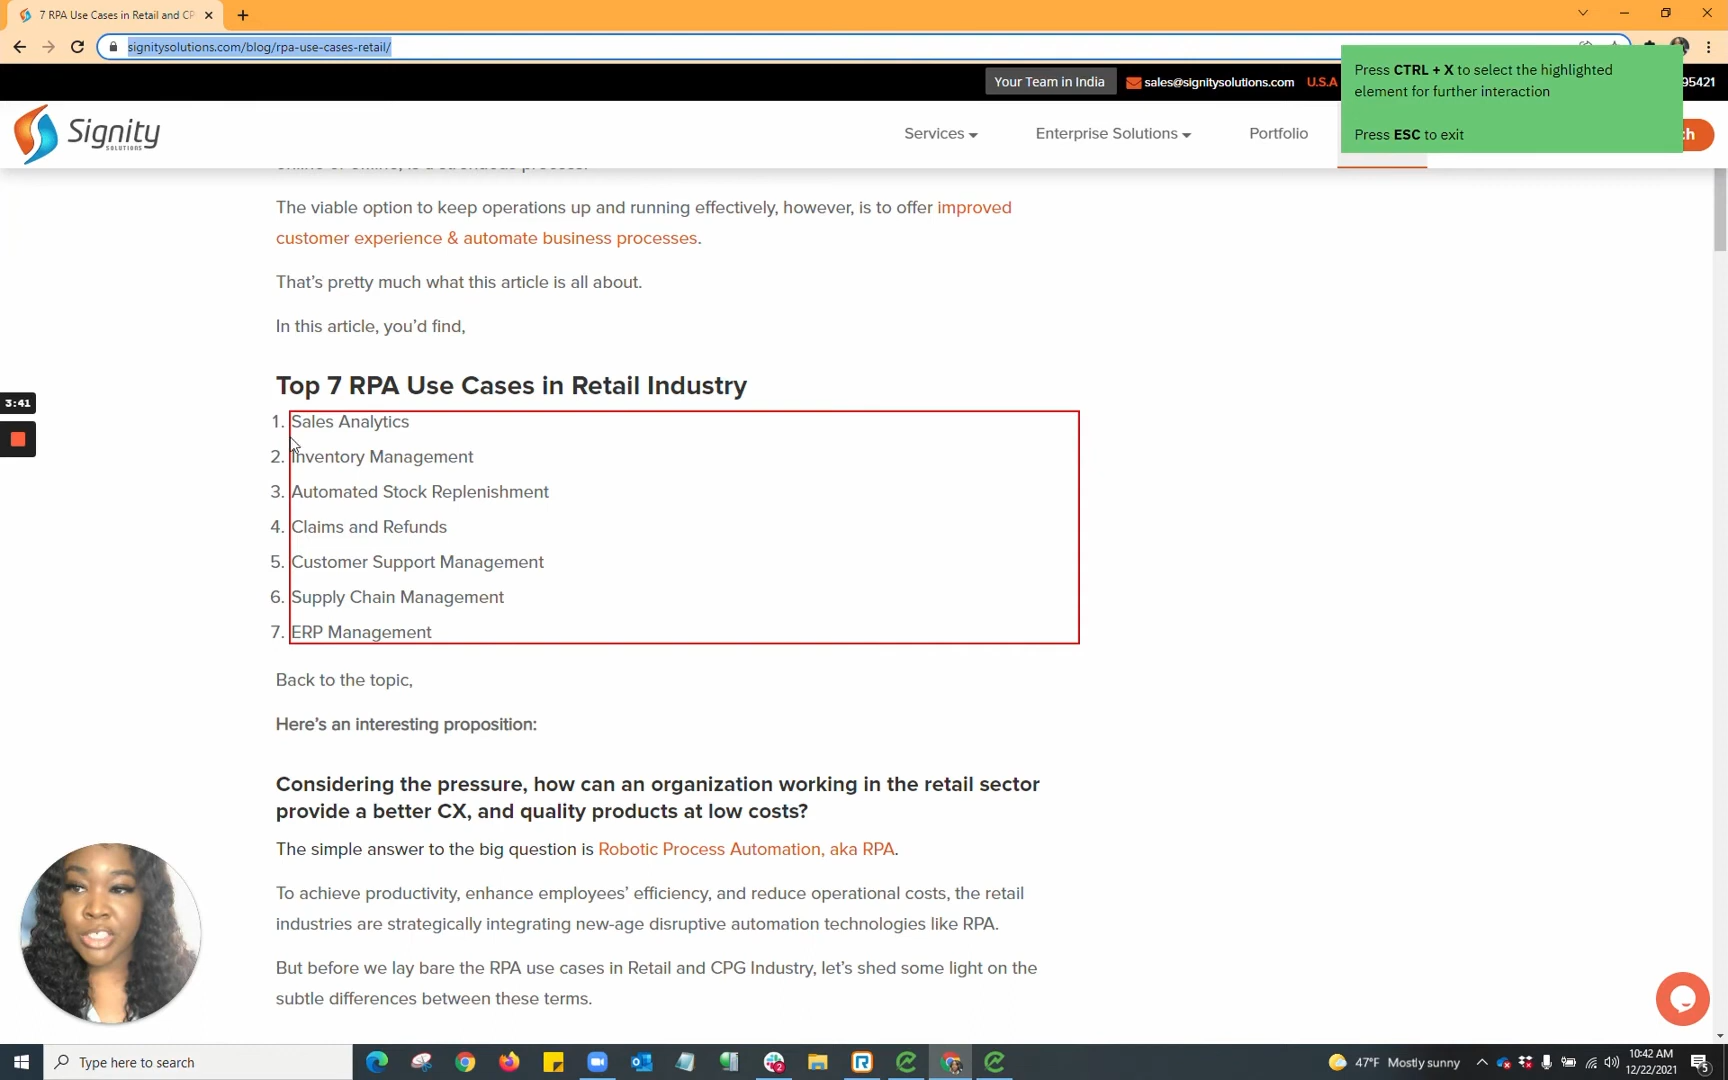 7 RPA Use Cases in Retail and CP
signitysolutions.com/blog/rpa-use-cases-retail/
Your Team in India
sales@signitysolutions.com
U.S.A
95421
Press CTRL + X to select the highlighted
element for further interaction
Press ESC to exit
Signity
SOLUTIONS
Services
Enterprise Solutions
Portfolio
The viable option to keep operations up and running effectively, however, is to offer improved
customer experience & automate business processes.
That's pretty much what this article is all about.
In this article, you'd find,
Top 7 RPA Use Cases in Retail Industry
3:41
1. Sales Analytics
2. Inventory Management
3. Automated Stock Replenishment
4. Claims and Refunds
5. Customer Support Management
6. Supply Chain Management
7. ERP Management
Back to the topic,
Here's an interesting proposition:
Considering the pressure, how can an organization working in the retail sector
provide a better CX, and quality products at low costs?
The simple answer to the big question is Robotic Process Automation, aka RPA.
To achieve productivity, enhance employees' efficiency, and reduce operational costs, the retail
industries are strategically integrating new-age disruptive automation technologies like RPA.
But before we lay bare the RPA use cases in Retail and CPG Industry, let's shed some light on the
subtle differences between these terms.
Type here to search
47°F Mostly sunny
10:42 AM
12/22/2021